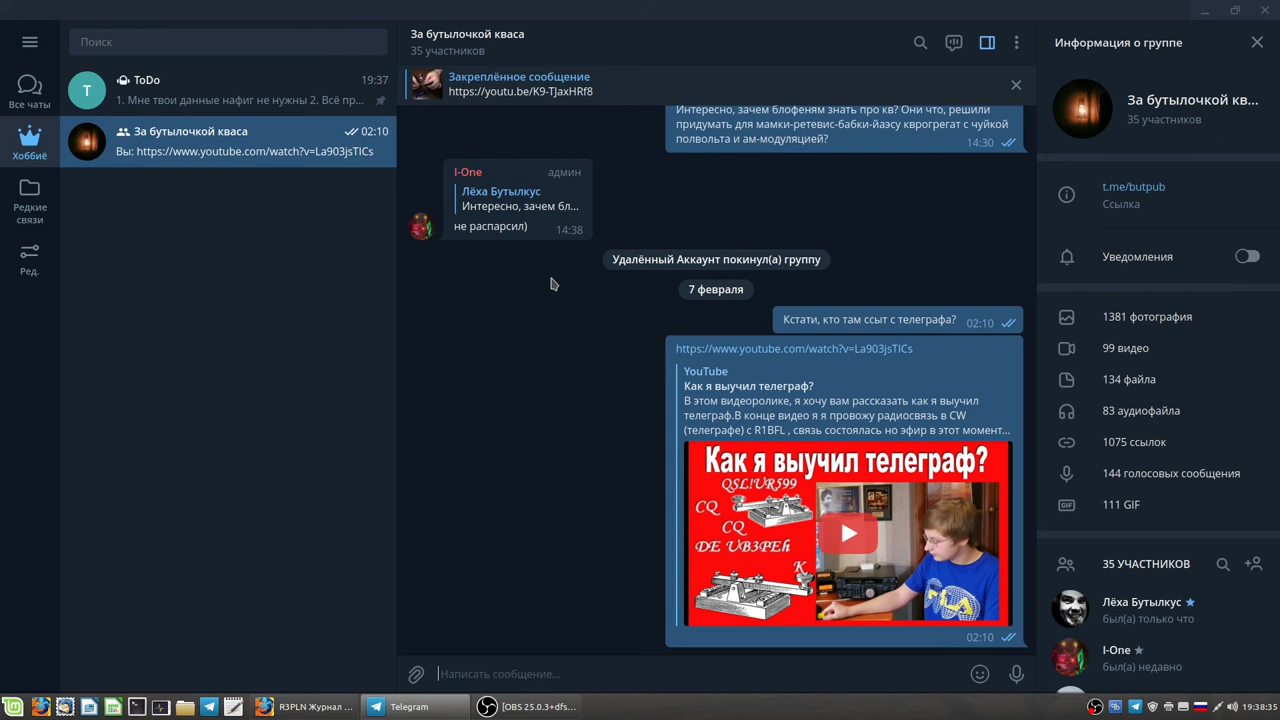 Поиск
Все чаты
Хоббиё
Редкие
связи
Ред.
T
ToDo
19:37
1. Мне твои данные нафиг не нужны 2. Всё пр...
За бутылочкой кваса
02:10
Вы: https://www.youtube.com/watch?v=La903jsTICs
За бутылочкой кваса
35 участников
Закреплённое сообщение
https://youtu.be/K9-TJaxHRf8
Интересно, зачем блофеням знать про кв? Они что, решили
придумать для мамки-ретевис-бабки-йаэсу кврогрегат с чуйкой
полвольта и ам-модуляцией?
14:30
I-One
админ
Лёха Бутылкус
Интересно, зачем бл...
не распарсил)
14:38
Удалённый Аккаунт покинул(а) группу
7 февраля
Кстати, кто там ссыт с телеграфа?
02:10
https://www.youtube.com/watch?v=La903jsTICs
YouTube
Как я выучил телеграф?
В этом видеоролике, я хочу вам рассказать как я выучил
телеграф.В конце видео я я провожу радиосвязь в CW
(телеграфе) с R1BFL , связь состоялась но эфир в этот момент...
Как я выучил телеграф?
QSL!UR599
CQ
CQ
DE UB3PEh
K
FILA
02:10
Написать сообщение...
Информация о группе
За бутылочкой кв...
35 участников
t.me/butpub
Ссылка
Уведомления
1381 фотография
99 видео
134 файла
83 аудиофайла
1075 ссылок
144 голосовых сообщения
GIF
111 GIF
35 УЧАСТНИКОВ
Лёха Бутылкус
был(а) только что
I-One
был(а) недавно
R3PLN Журнал ...
Telegram
[OBS 25.0.3+dfs...
19:38:35